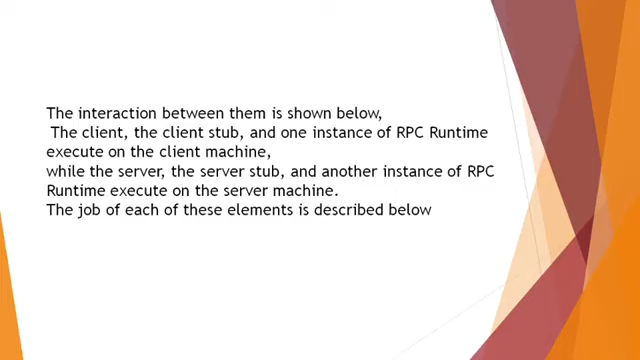 The interaction between them is shown below,
The client, the client stub, and one instance of RPC Runtime
execute on the client machine,
while the server, the server stub, and another instance of RPC
Runtime execute on the server machine.
The job of each of these elements is described below